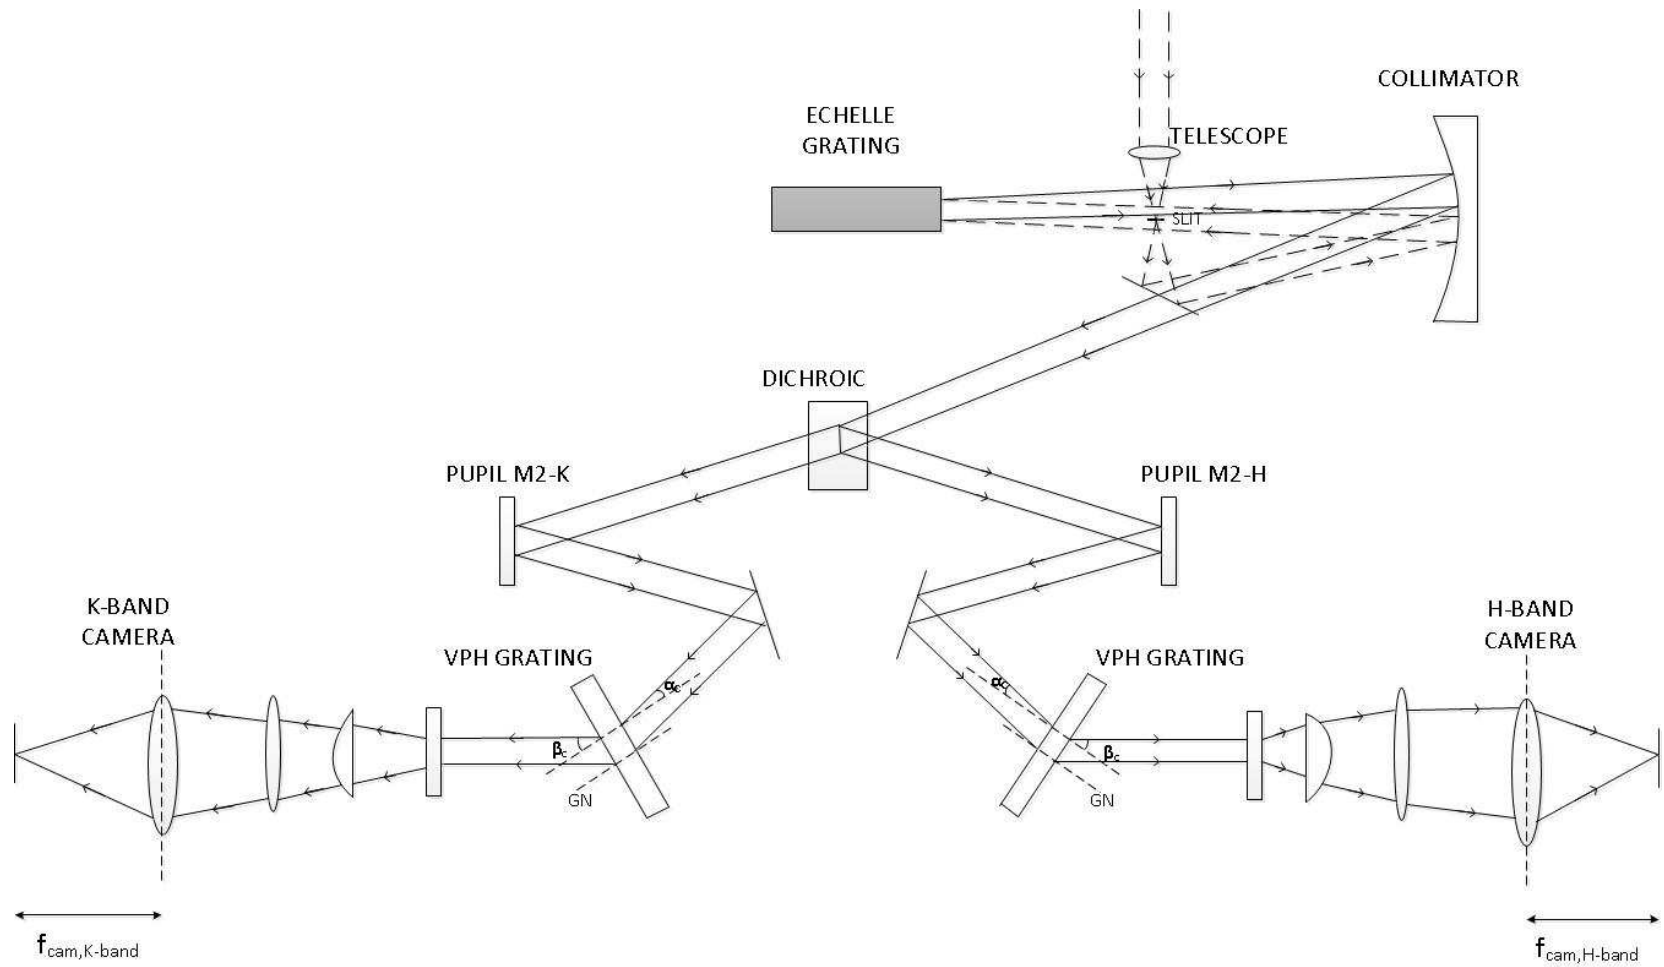 COLLIMATOR
ECHELLE
GRATING
TELESCOPE
SLIT
DICHROIC
PUPIL M2-K
PUPIL M2-H
K-BAND
CAMERA
H-BAND
CAMERA
VPH GRATING
VPH GRATING
αc
αc
βc
βc
GN
GN
fcam,K-band
fcam,H-band